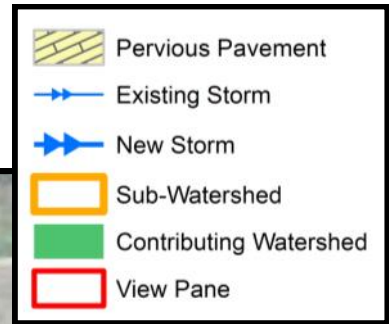 Pervious Pavement
Existing Storm
New Storm
Sub-Watershed
Contributing Watershed
View Pane